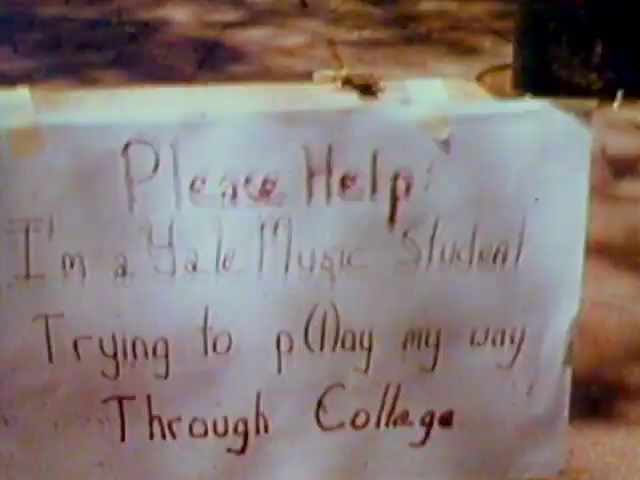 Please Help!
I'm a Yale Music Student
Trying to p(l)ay my way
Through College